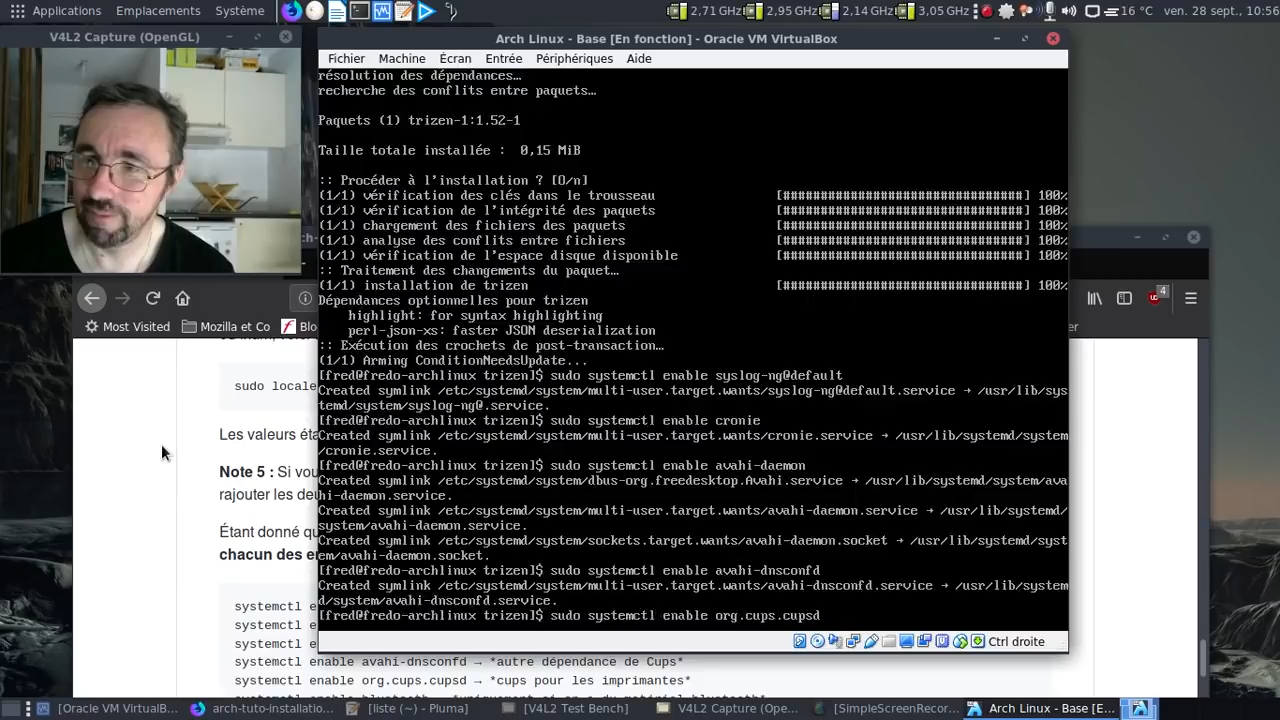 Applications Emplacements Système
2,71 GHz 2,95 GHz 2,14 GHz 3,05 GHz 16 °C ven. 28 sept., 10:56
V4L2 Capture (OpenGL)
Arch Linux - Base [En fonction] - Oracle VM VirtualBox
Fichier Machine Écran Entrée Périphériques Aide
résolution des dépendances…
recherche des conflits entre paquets…
Paquets (1) trizen-1:1.52-1
Taille totale installée : 0,15 MiB
:: Procéder à l'installation ? [O/n]
(1/1) vérification des clés dans le trousseau [################################] 100%
(1/1) vérification de l'intégrité des paquets [################################] 100%
(1/1) chargement des fichiers des paquets [################################] 100%
(1/1) analyse des conflits entre fichiers [################################] 100%
(1/1) vérification de l'espace disque disponible [################################] 100%
:: Traitement des changements du paquet…
(1/1) installation de trizen [################################] 100%
Dépendances optionnelles pour trizen
highlight: for syntax highlighting
perl-json-xs: faster JSON deserialization
:: Exécution des crochets de post-transaction…
(1/1) Arming ConditionNeedsUpdate...
[fred@fredo-archlinux trizen]$ sudo systemctl enable syslog-ng@default
Created symlink /etc/systemd/system/multi-user.target.wants/syslog-ng@default.service → /usr/lib/sys
temd/system/syslog-ng@.service.
[fred@fredo-archlinux trizen]$ sudo systemctl enable cronie
Created symlink /etc/systemd/system/multi-user.target.wants/cronie.service → /usr/lib/systemd/system
/cronie.service.
[fred@fredo-archlinux trizen]$ sudo systemctl enable avahi-daemon
Created symlink /etc/systemd/system/dbus-org.freedesktop.Avahi.service → /usr/lib/systemd/system/ava
hi-daemon.service.
Created symlink /etc/systemd/system/multi-user.target.wants/avahi-daemon.service → /usr/lib/systemd/
system/avahi-daemon.service.
Created symlink /etc/systemd/system/sockets.target.wants/avahi-daemon.socket → /usr/lib/systemd/syst
em/avahi-daemon.socket.
[fred@fredo-archlinux trizen]$ sudo systemctl enable avahi-dnsconfd
Created symlink /etc/systemd/system/multi-user.target.wants/avahi-dnsconfd.service → /usr/lib/system
d/system/avahi-dnsconfd.service.
[fred@fredo-archlinux trizen]$ sudo systemctl enable org.cups.cupsd
Ctrl droite
4
Most Visited Mozilla et Co
sudo locale
Les valeurs
Note 5 : Si
rajouter les
Étant donné
chacun des
systemctl
systemctl
systemctl
systemctl enable avahi-dnsconfd → *autre dépendance de Cups*
systemctl enable org.cups.cupsd → *cups pour les imprimantes*
[Oracle VM VirtualB... arch-tuto-installatio... [liste (~) - Pluma] [V4L2 Test Bench] V4L2 Capture (Ope... [SimpleScreenRecor... Arch Linux - Base [E...